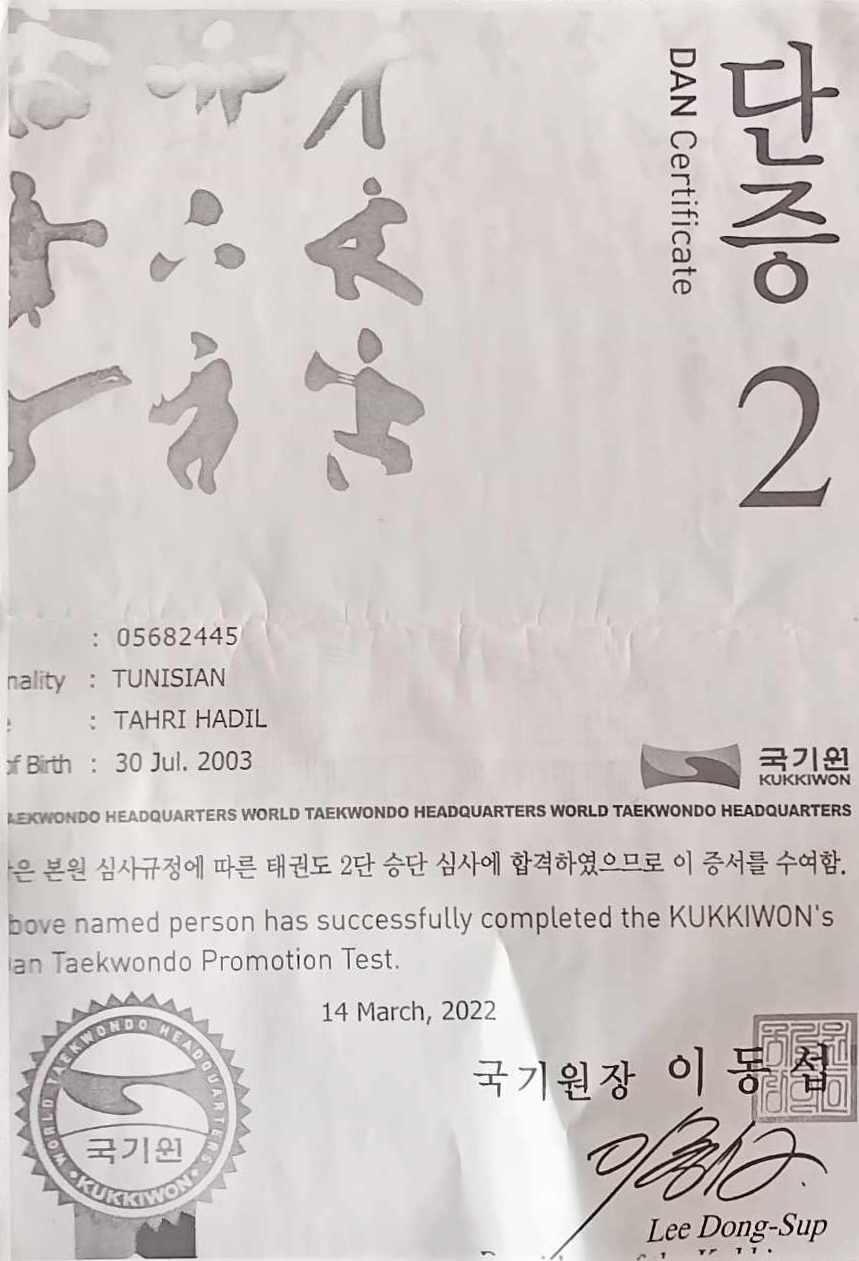 단증
DAN Certificate
2
: 05682445
nality : TUNISIAN
: TAHRI HADIL
of Birth : 30 Jul. 2003
국기원
KUKKIWON
AEKWONDO HEADQUARTERS WORLD TAEKWONDO HEADQUARTERS WORLD TAEKWONDO HEADQUARTERS
은 본원 심사규정에 따른 태권도 2단 승단 심사에 합격하였으므로 이 증서를 수여함.
bove named person has successfully completed the KUKKIWON's
an Taekwondo Promotion Test.
14 March, 2022
국기원장 이동섭
WORLD TAEKWONDO HEADQUARTERS
국기원
KUKKIWON
Lee Dong-Sup